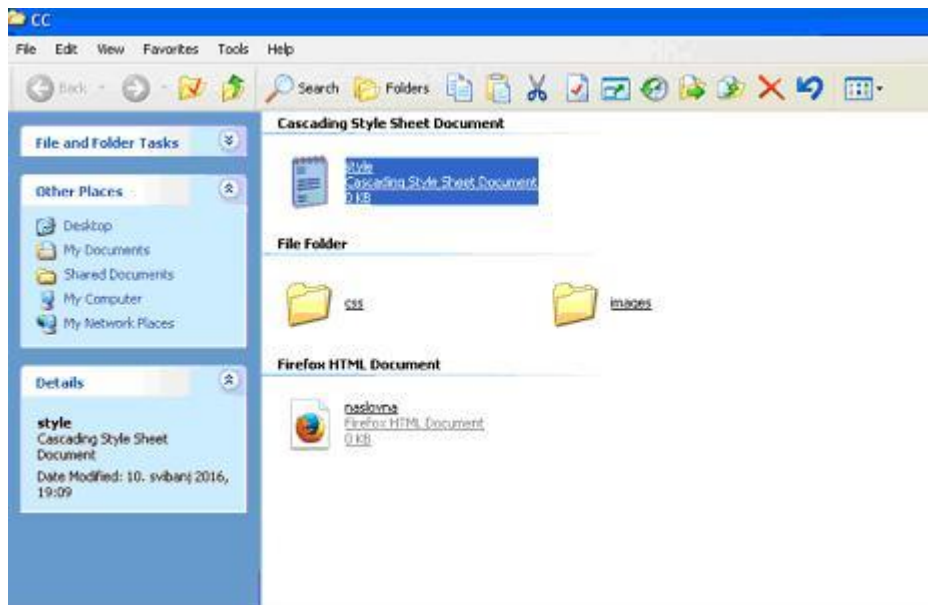 CC
File Edit View Favorites Tools Help
Back Search Folders
File and Folder Tasks
Other Places
Desktop
My Documents
Shared Documents
My Computer
My Network Places
Details
style
Cascading Style Sheet
Document
Date Modified: 10. svibanj 2016,
19:09
Cascading Style Sheet Document
style
Cascading Style Sheet Document
0 KB
File Folder
css images
Firefox HTML Document
naslovna
Firefox HTML Document
0 KB